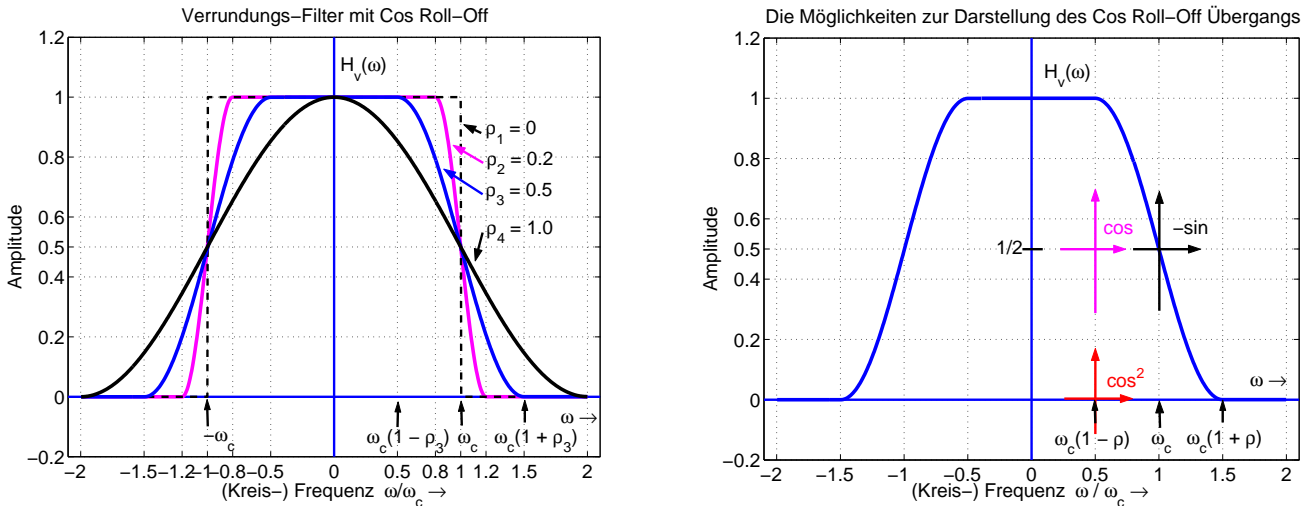 Verrundungs−Filter mit Cos Roll−Off
1.2
1
0.8
0.6
0.5
0.4
0.2
0
−0.2
Amplitude
H_v(ω)
ρ_1 = 0
ρ_2 = 0.2
ρ_3 = 0.5
ρ_4 = 1.0
ω →
−ω_c
ω_c(1 − ρ_3)
ω_c
ω_c(1 + ρ_3)
−2 −1.5 −1.2 −1 −0.8 −0.5 0 0.5 0.8 1 1.2 1.5 2
(Kreis−) Frequenz ω/ω_c →
Die Möglichkeiten zur Darstellung des Cos Roll−Off Übergangs
1.2
1
0.8
0.6
0.5
0.4
0.2
0
−0.2
Amplitude
H_v(ω)
cos
−sin
1/2
cos²
ω →
ω_c(1 − ρ)
ω_c
ω_c(1 + ρ)
−2 −1.5 −1 −0.5 0 0.5 1 1.5 2
(Kreis−) Frequenz ω / ω_c →